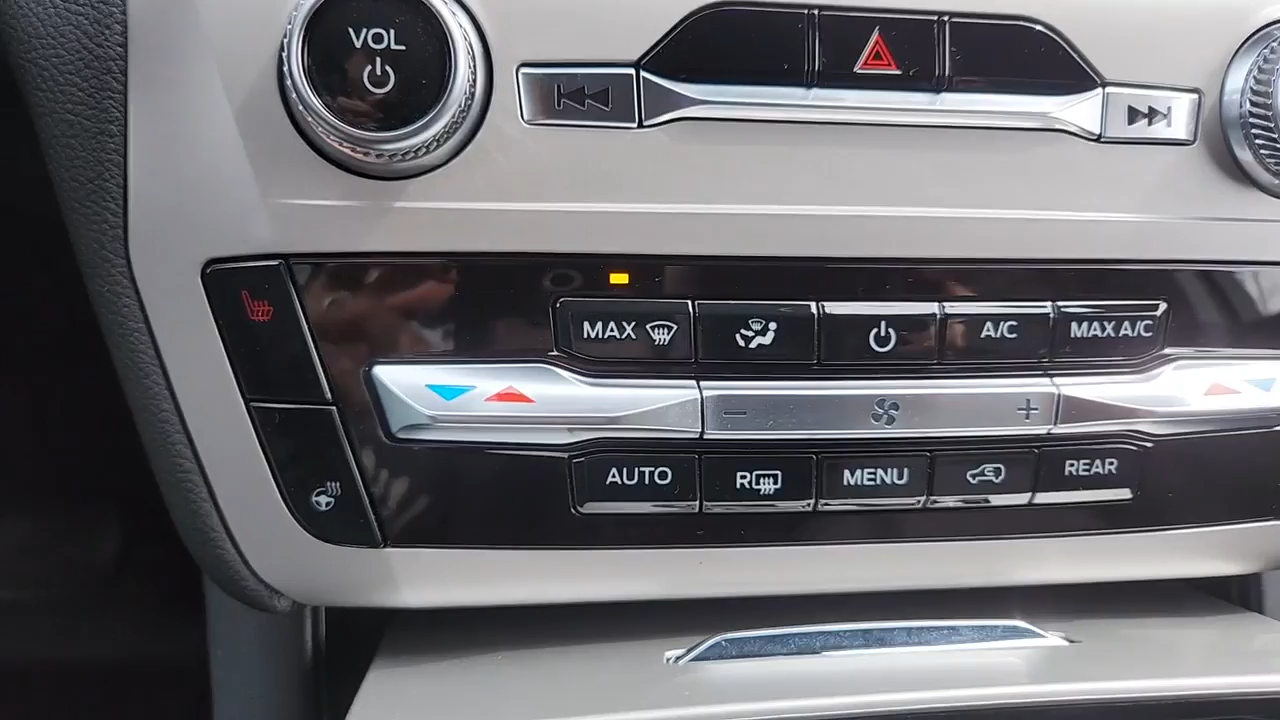 VOL
MAX
A/C
MAX A/C
AUTO
R
MENU
REAR